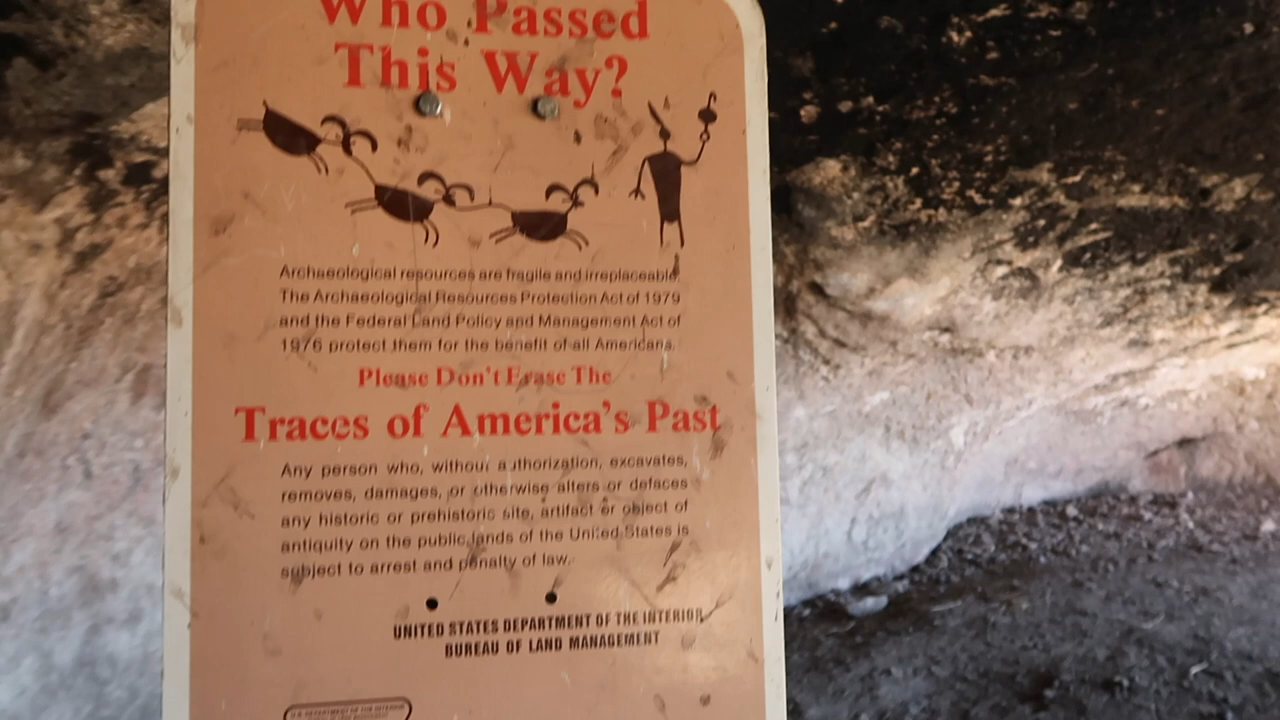 Who Passed
This Way?
Archaeological resources are fragile and irreplaceable.
The Archaeological Resources Protection Act of 1979
and the Federal Land Policy and Management Act of
1976 protect them for the benefit of all Americans.
Please Don't Erase The
Traces of America's Past
Any person who, without authorization, excavates,
removes, damages, or otherwise alters or defaces
any historic or prehistoric site, artifact or object of
antiquity on the public lands of the United States is
subject to arrest and penalty of law.
UNITED STATES DEPARTMENT OF THE INTERIOR
BUREAU OF LAND MANAGEMENT
U.S. DEPARTMENT OF THE INTERIOR